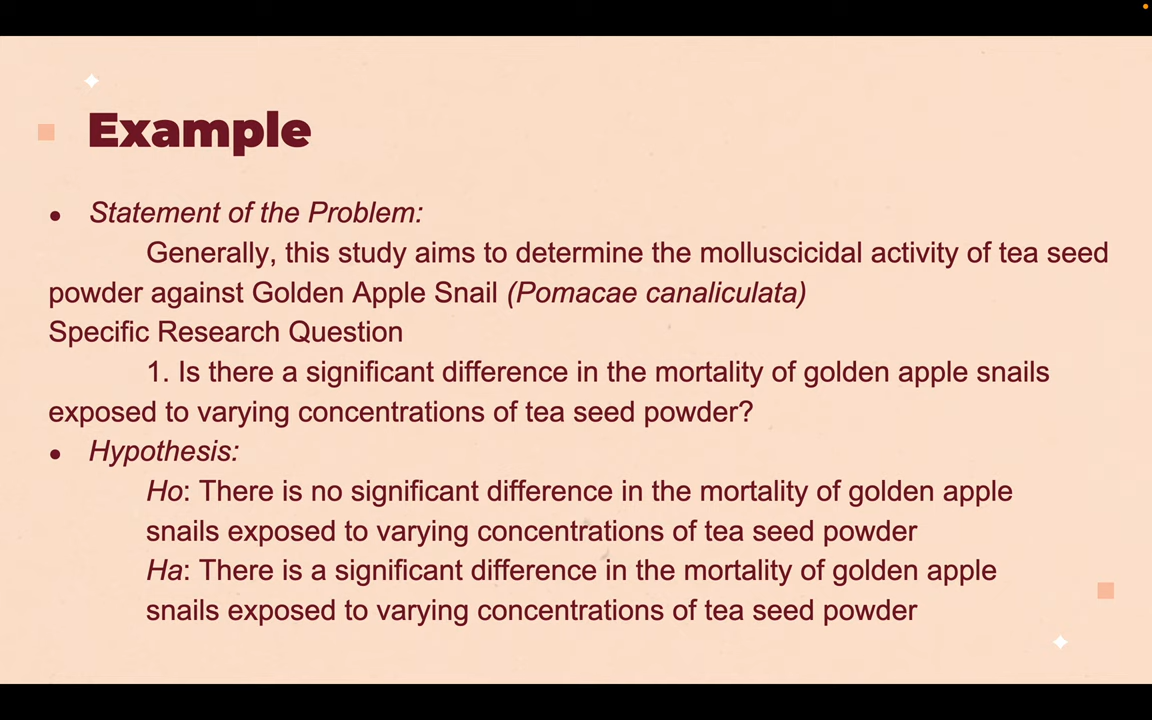 Example
• Statement of the Problem:
Generally, this study aims to determine the molluscicidal activity of tea seed
powder against Golden Apple Snail (Pomacae canaliculata)
Specific Research Question
1. Is there a significant difference in the mortality of golden apple snails
exposed to varying concentrations of tea seed powder?
• Hypothesis:
Ho: There is no significant difference in the mortality of golden apple
snails exposed to varying concentrations of tea seed powder
Ha: There is a significant difference in the mortality of golden apple
snails exposed to varying concentrations of tea seed powder